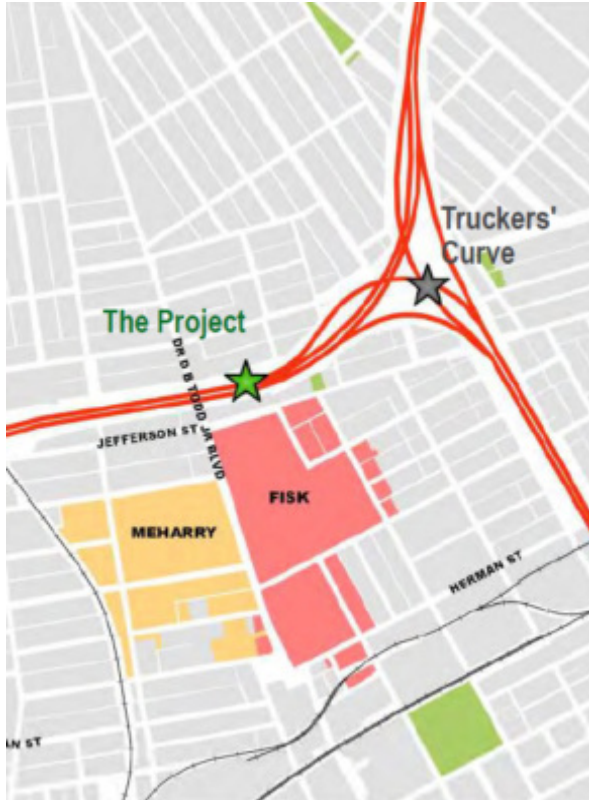 Truckers'
Curve
The Project
DR D B TODD JR BLVD
JEFFERSON ST
FISK
MEHARRY
HERMAN ST
AN ST